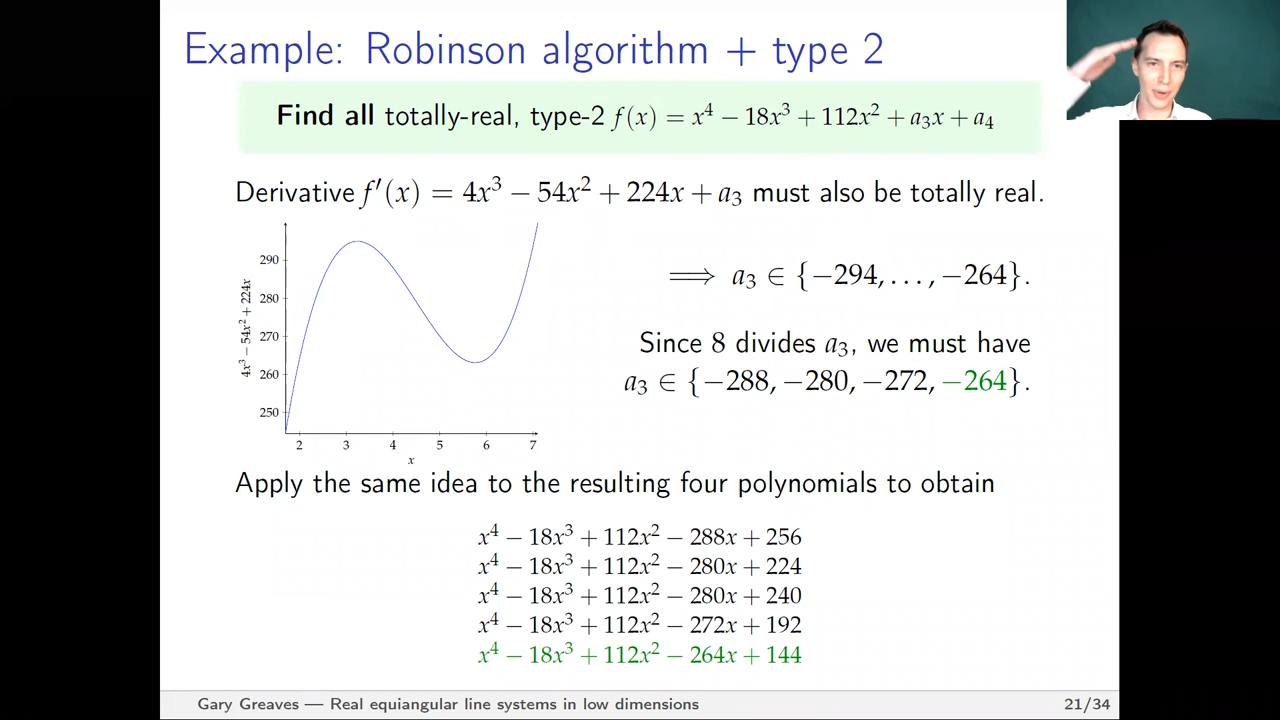 Example: Robinson algorithm + type 2
Find all totally-real, type-2 f(x) = x⁴ − 18x³ + 112x² + a₃x + a₄
Derivative f′(x) = 4x³ − 54x² + 224x + a₃ must also be totally real.
4x³ − 54x² + 224x
290
280
270
260
250
2 3 4 5 6 7
x
⟹ a₃ ∈ {−294, . . . , −264}.
Since 8 divides a₃, we must have
a₃ ∈ {−288, −280, −272, −264}.
Apply the same idea to the resulting four polynomials to obtain
x⁴ − 18x³ + 112x² − 288x + 256
x⁴ − 18x³ + 112x² − 280x + 224
x⁴ − 18x³ + 112x² − 280x + 240
x⁴ − 18x³ + 112x² − 272x + 192
x⁴ − 18x³ + 112x² − 264x + 144
Gary Greaves — Real equiangular line systems in low dimensions 21/34